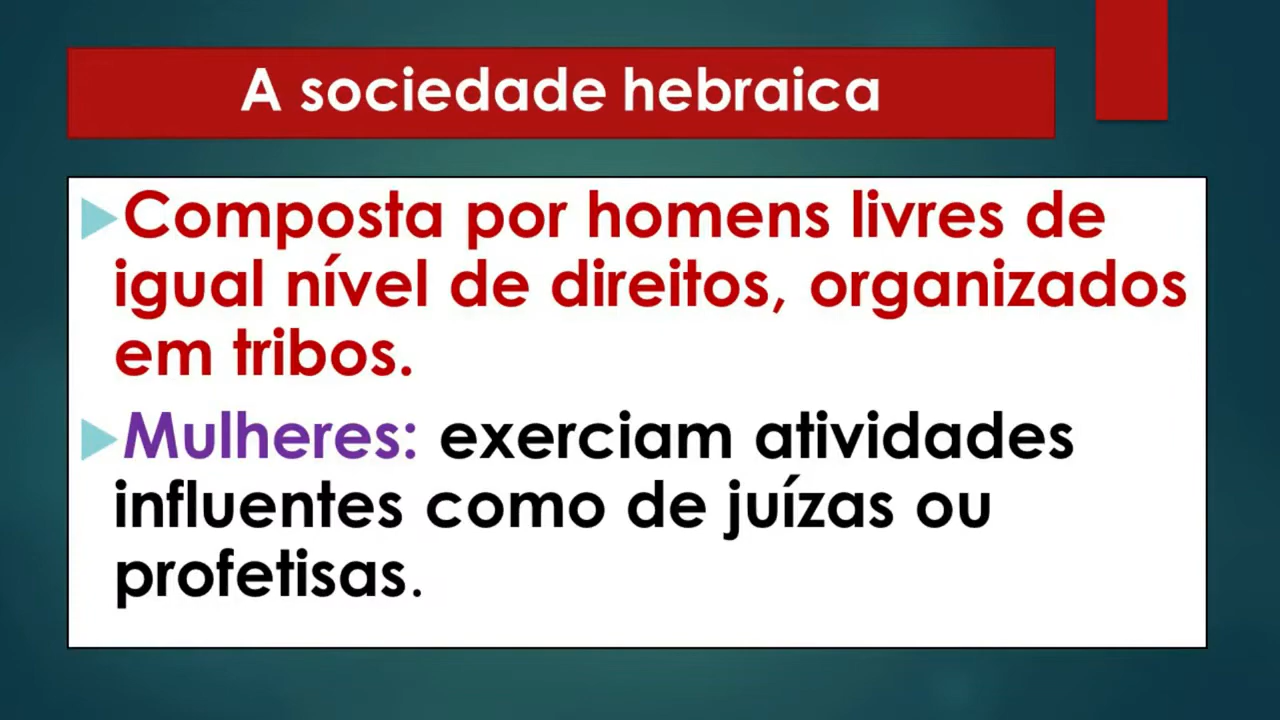 A sociedade hebraica
Composta por homens livres de
igual nível de direitos, organizados
em tribos.
Mulheres: exerciam atividades
influentes como de juízas ou
profetisas.